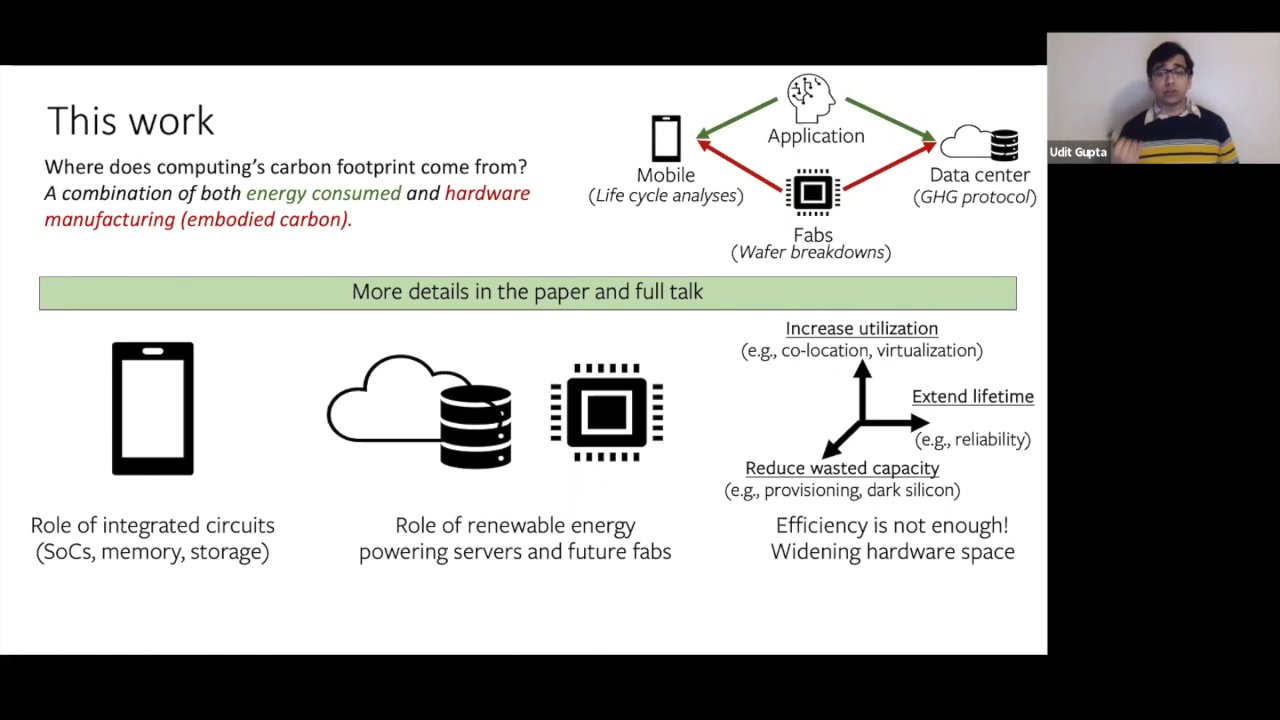 This work
Where does computing's carbon footprint come from?
A combination of both energy consumed and hardware
manufacturing (embodied carbon).
Application
Mobile
(Life cycle analyses)
Data center
(GHG protocol)
Fabs
(Wafer breakdowns)
Udit Gupta
More details in the paper and full talk
Increase utilization
(e.g., co-location, virtualization)
Extend lifetime
(e.g., reliability)
Reduce wasted capacity
(e.g., provisioning, dark silicon)
Role of integrated circuits
(SoCs, memory, storage)
Role of renewable energy
powering servers and future fabs
Efficiency is not enough!
Widening hardware space